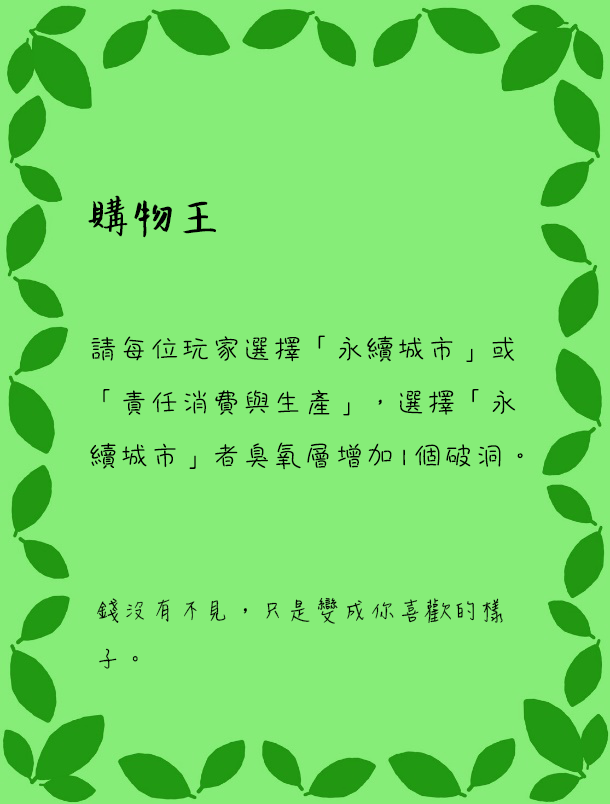 購物王
請每位玩家選擇「永續城市」或
「責任消費與生產」，選擇「永
續城市」者臭氧層增加1個破洞。
錢沒有不見，只是變成你喜歡的樣
子。